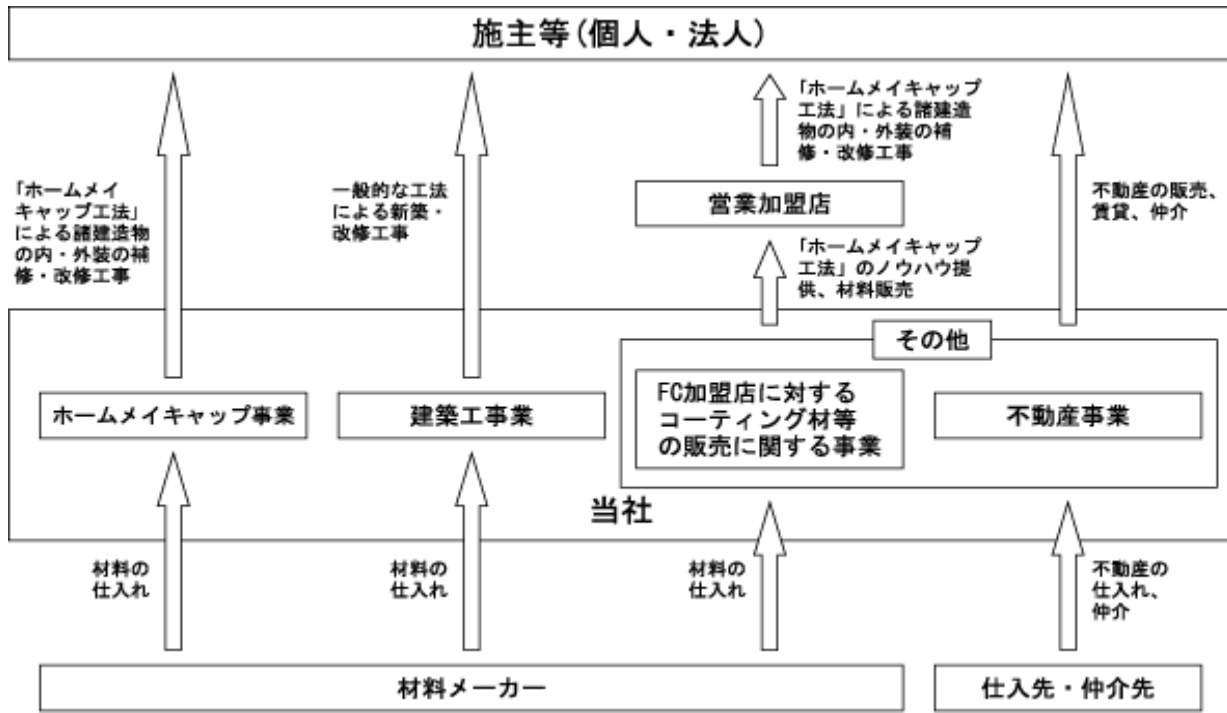 施主等(個人・法人)
「ホームメイ
キャップ工法」
による諸建造物
の内・外装の補
修・改修工事
一般的な工法
による新築・
改修工事
「ホームメイキャップ
工法」による諸建造
物の内・外装の補
修・改修工事
営業加盟店
「ホームメイキャップ
工法」のノウハウ提
供、材料販売
不動産の販売、
賃貸、仲介
その他
ホームメイキャップ事業
建築工事業
FC加盟店に対する
コーティング材等
の販売に関する事業
不動産事業
当社
材料の
仕入れ
材料の
仕入れ
材料の
仕入れ
不動産の
仕入れ、
仲介
材料メーカー
仕入先・仲介先